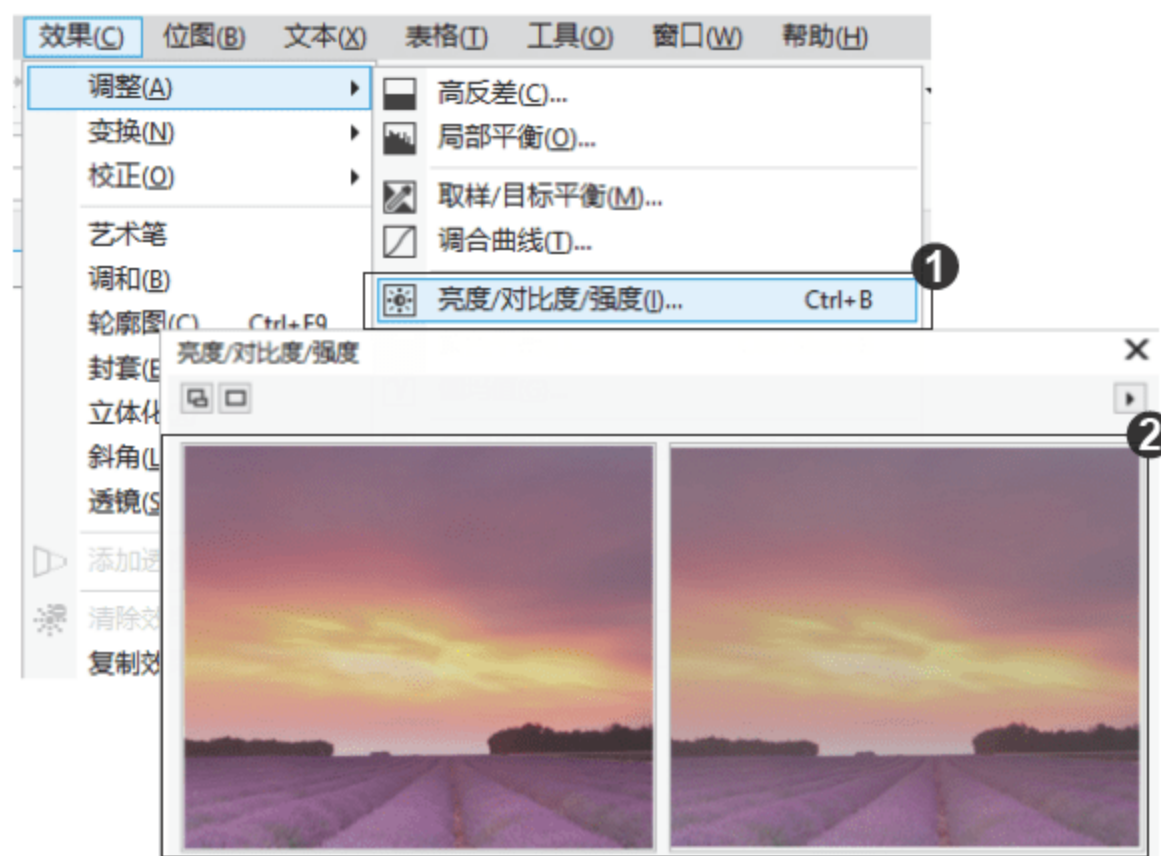 效果(C) 位图(B) 文本(X) 表格(T) 工具(O) 窗口(W) 帮助(H)
调整(A)
变换(N)
校正(O)
艺术笔
调和(B)
轮廓图(C) Ctrl+F9
封套(E
立体化
斜角(L
透镜(S
添加透
清除效
复制效
高反差(C)...
局部平衡(O)...
取样/目标平衡(M)...
调合曲线(T)...
亮度/对比度/强度(I)... Ctrl+B
1
亮度/对比度/强度
2